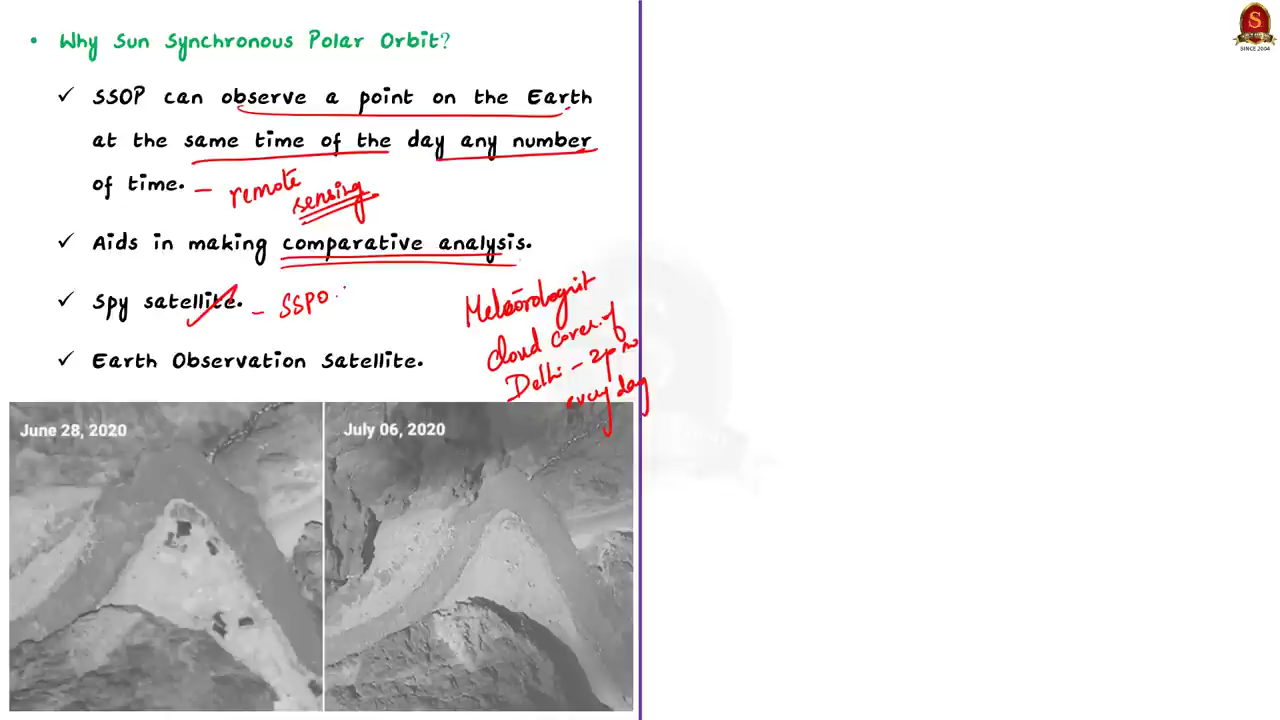 • Why Sun Synchronous Polar Orbit?
✓ SSOP can observe a point on the Earth
at the same time of the day any number
of time. – remote
sensing
✓ Aids in making comparative analysis.
✓ Spy satellite. – SSPO
✓ Earth Observation Satellite.
Meteorologist
cloud cover of
Delhi – 2pm
every day
June 28, 2020
July 06, 2020
S
SINCE 2004